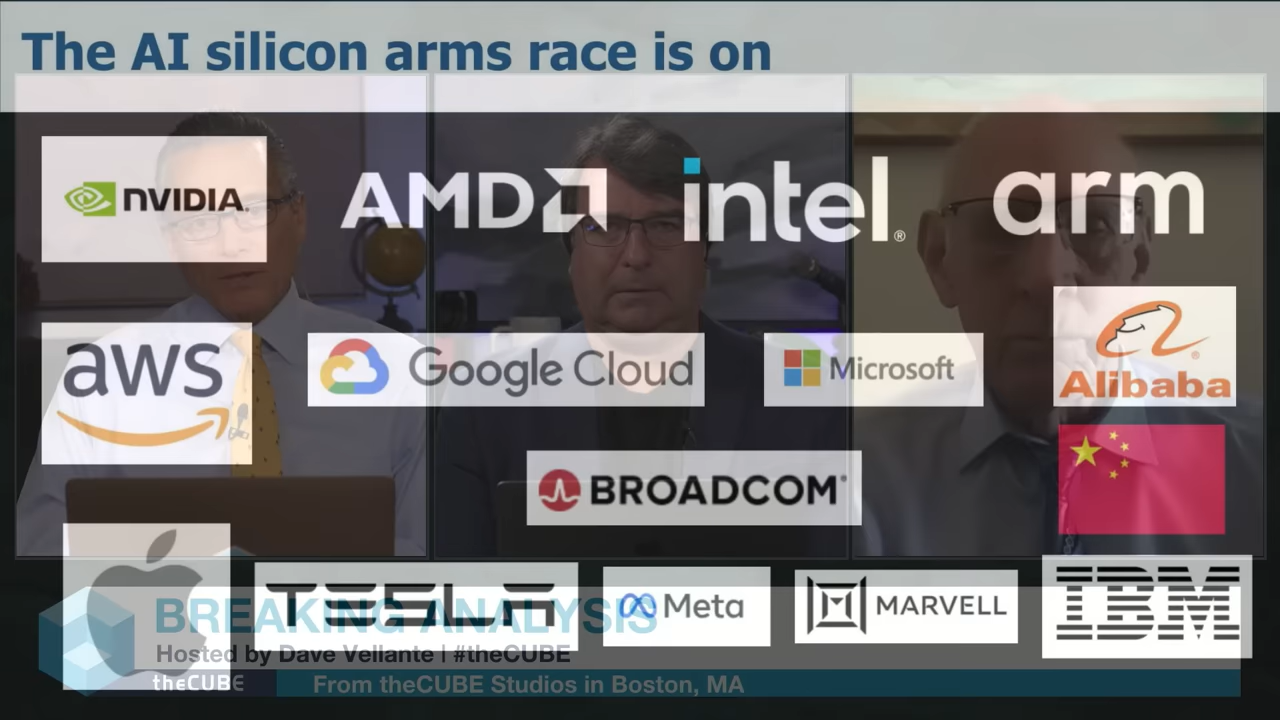 The AI silicon arms race is on
NVIDIA.
AMD
intel®
arm
aws
Google Cloud
Microsoft
Alibaba®
BROADCOM®
TESLA
Meta
MARVELL
IBM
BREAKING ANALYSIS
Hosted by Dave Vellante | #theCUBE
theCUBE
From theCUBE Studios in Boston, MA